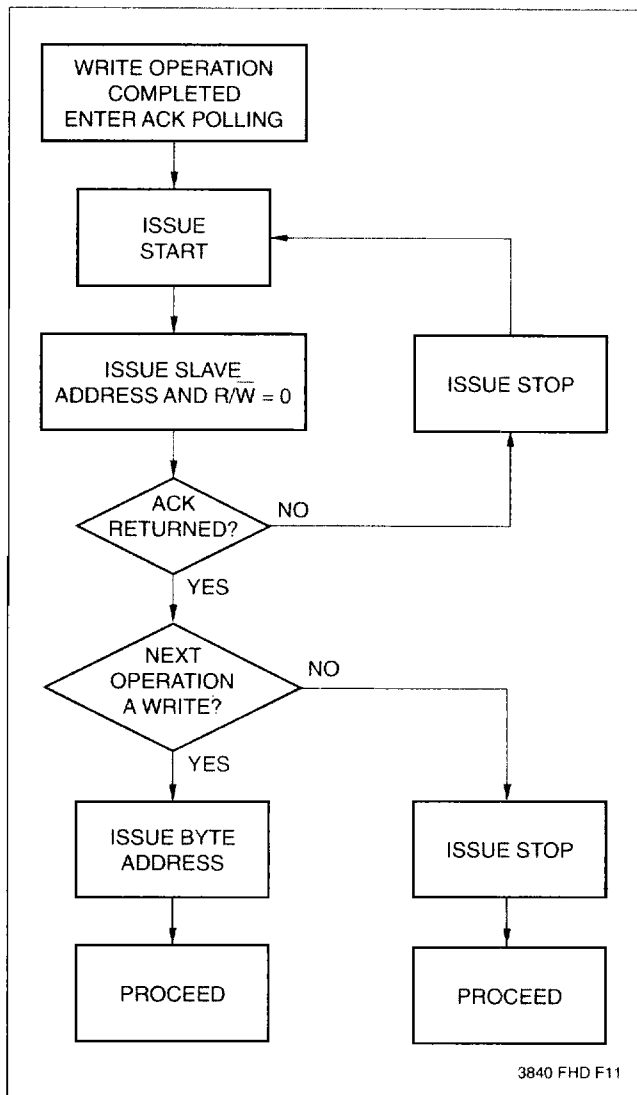 WRITE OPERATION
COMPLETED
ENTER ACK POLLING
ISSUE
START
ISSUE SLAVE
ADDRESS AND R/W̅ = 0
ISSUE STOP
ACK
RETURNED?
NO
YES
NEXT
OPERATION
A WRITE?
NO
YES
ISSUE BYTE
ADDRESS
ISSUE STOP
PROCEED
PROCEED
3840 FHD F11